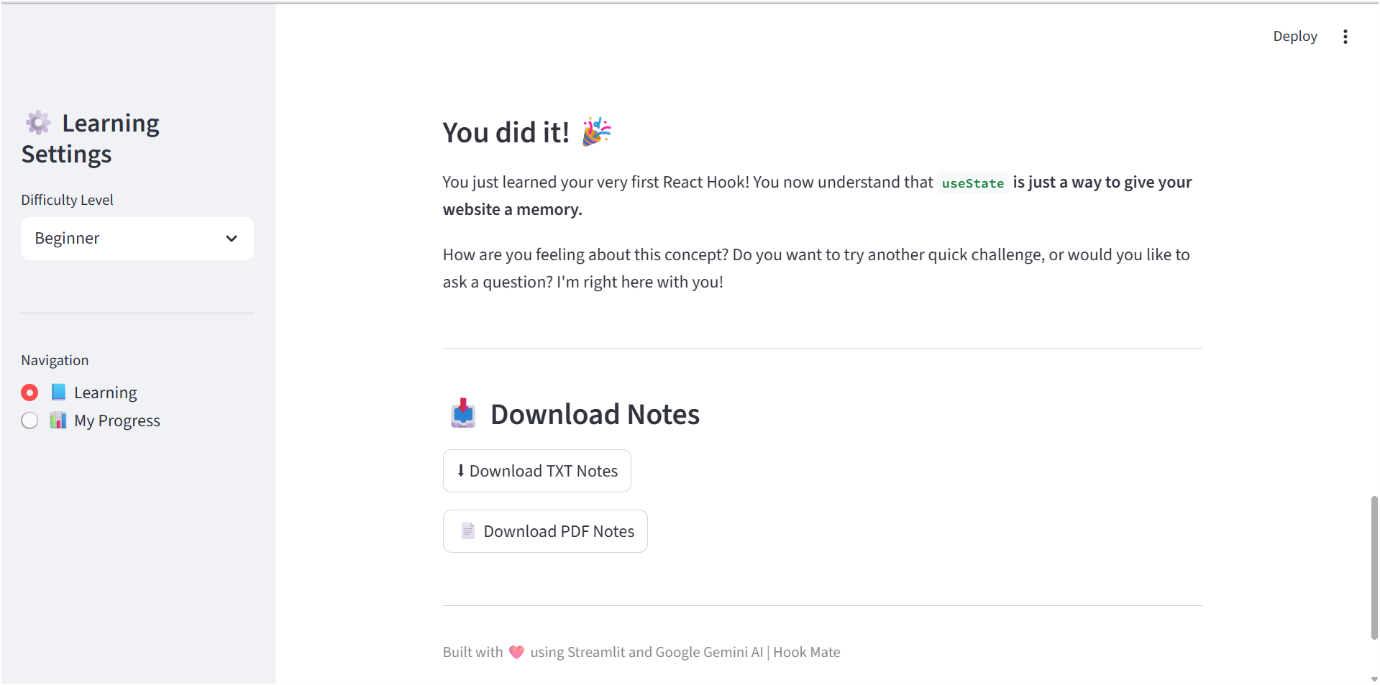 Deploy
Learning
Settings
Difficulty Level
Beginner
Navigation
Learning
My Progress
You did it!
You just learned your very first React Hook! You now understand that useState is just a way to give your
website a memory.
How are you feeling about this concept? Do you want to try another quick challenge, or would you like to
ask a question? I'm right here with you!
Download Notes
Download TXT Notes
Download PDF Notes
Built with using Streamlit and Google Gemini AI | Hook Mate